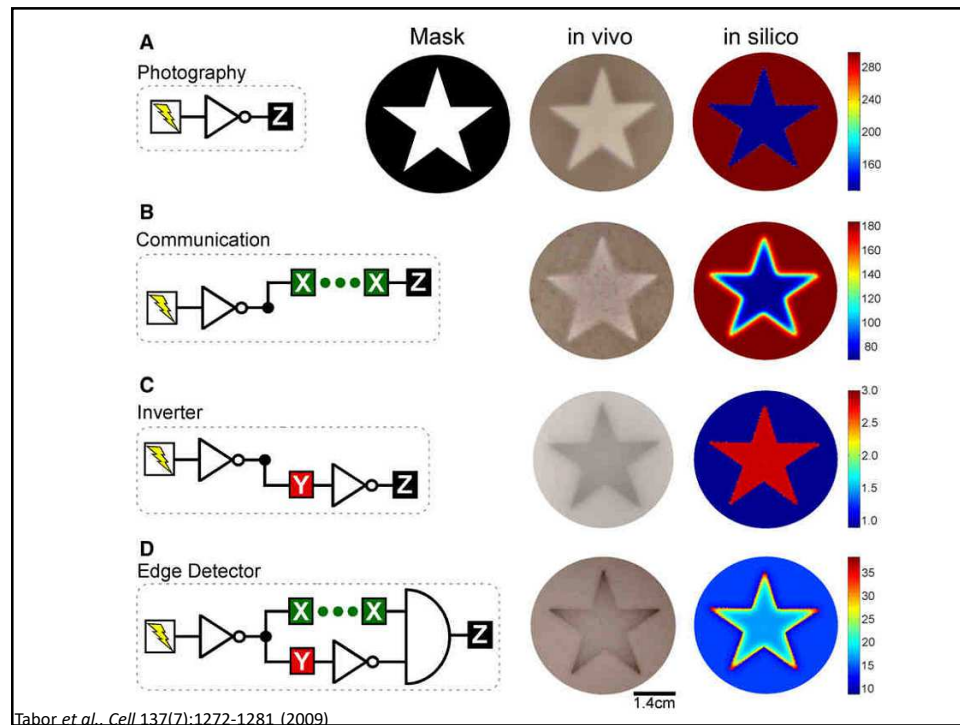 Mask in vivo in silico
A
Photography
Z
280
240
200
160
B
Communication
X X Z
180
160
140
120
100
80
C
Inverter
Y Z
3.0
2.5
2.0
1.5
1.0
D
Edge Detector
X X
Y
Z
35
30
25
20
15
10
1.4cm
Tabor et al., Cell 137(7):1272-1281 (2009)